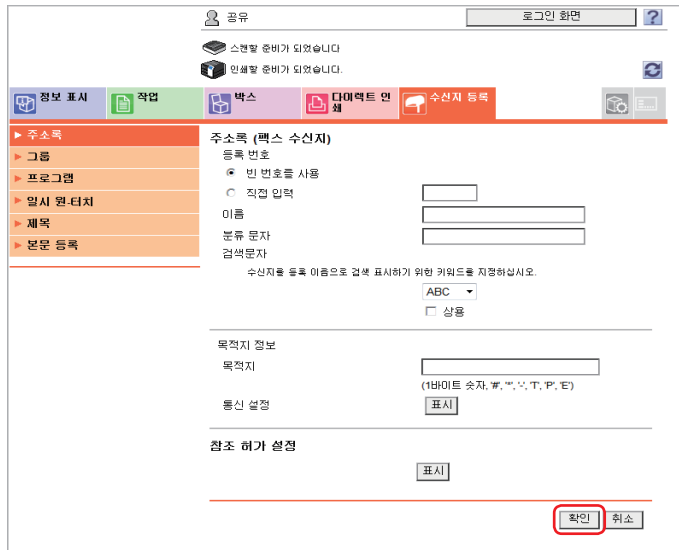 공유
로그인 화면
?
스캔할 준비가 되었습니다
인쇄할 준비가 되었습니다.
정보 표시
작업
박스
다이렉트 인
쇄
수신지 등록
주소록
그룹
프로그램
일시 원-터치
제목
본문 등록
주소록 (팩스 수신지)
등록 번호
빈 번호를 사용
직접 입력
이름
분류 문자
검색문자
수신지를 등록 이름으로 검색 표시하기 위한 키워드를 지정하십시오.
ABC
상용
목적지 정보
목적지
(1바이트 숫자, '#', '*', '-', 'T', 'P', 'E')
통신 설정
표시
참조 허가 설정
표시
확인
취소